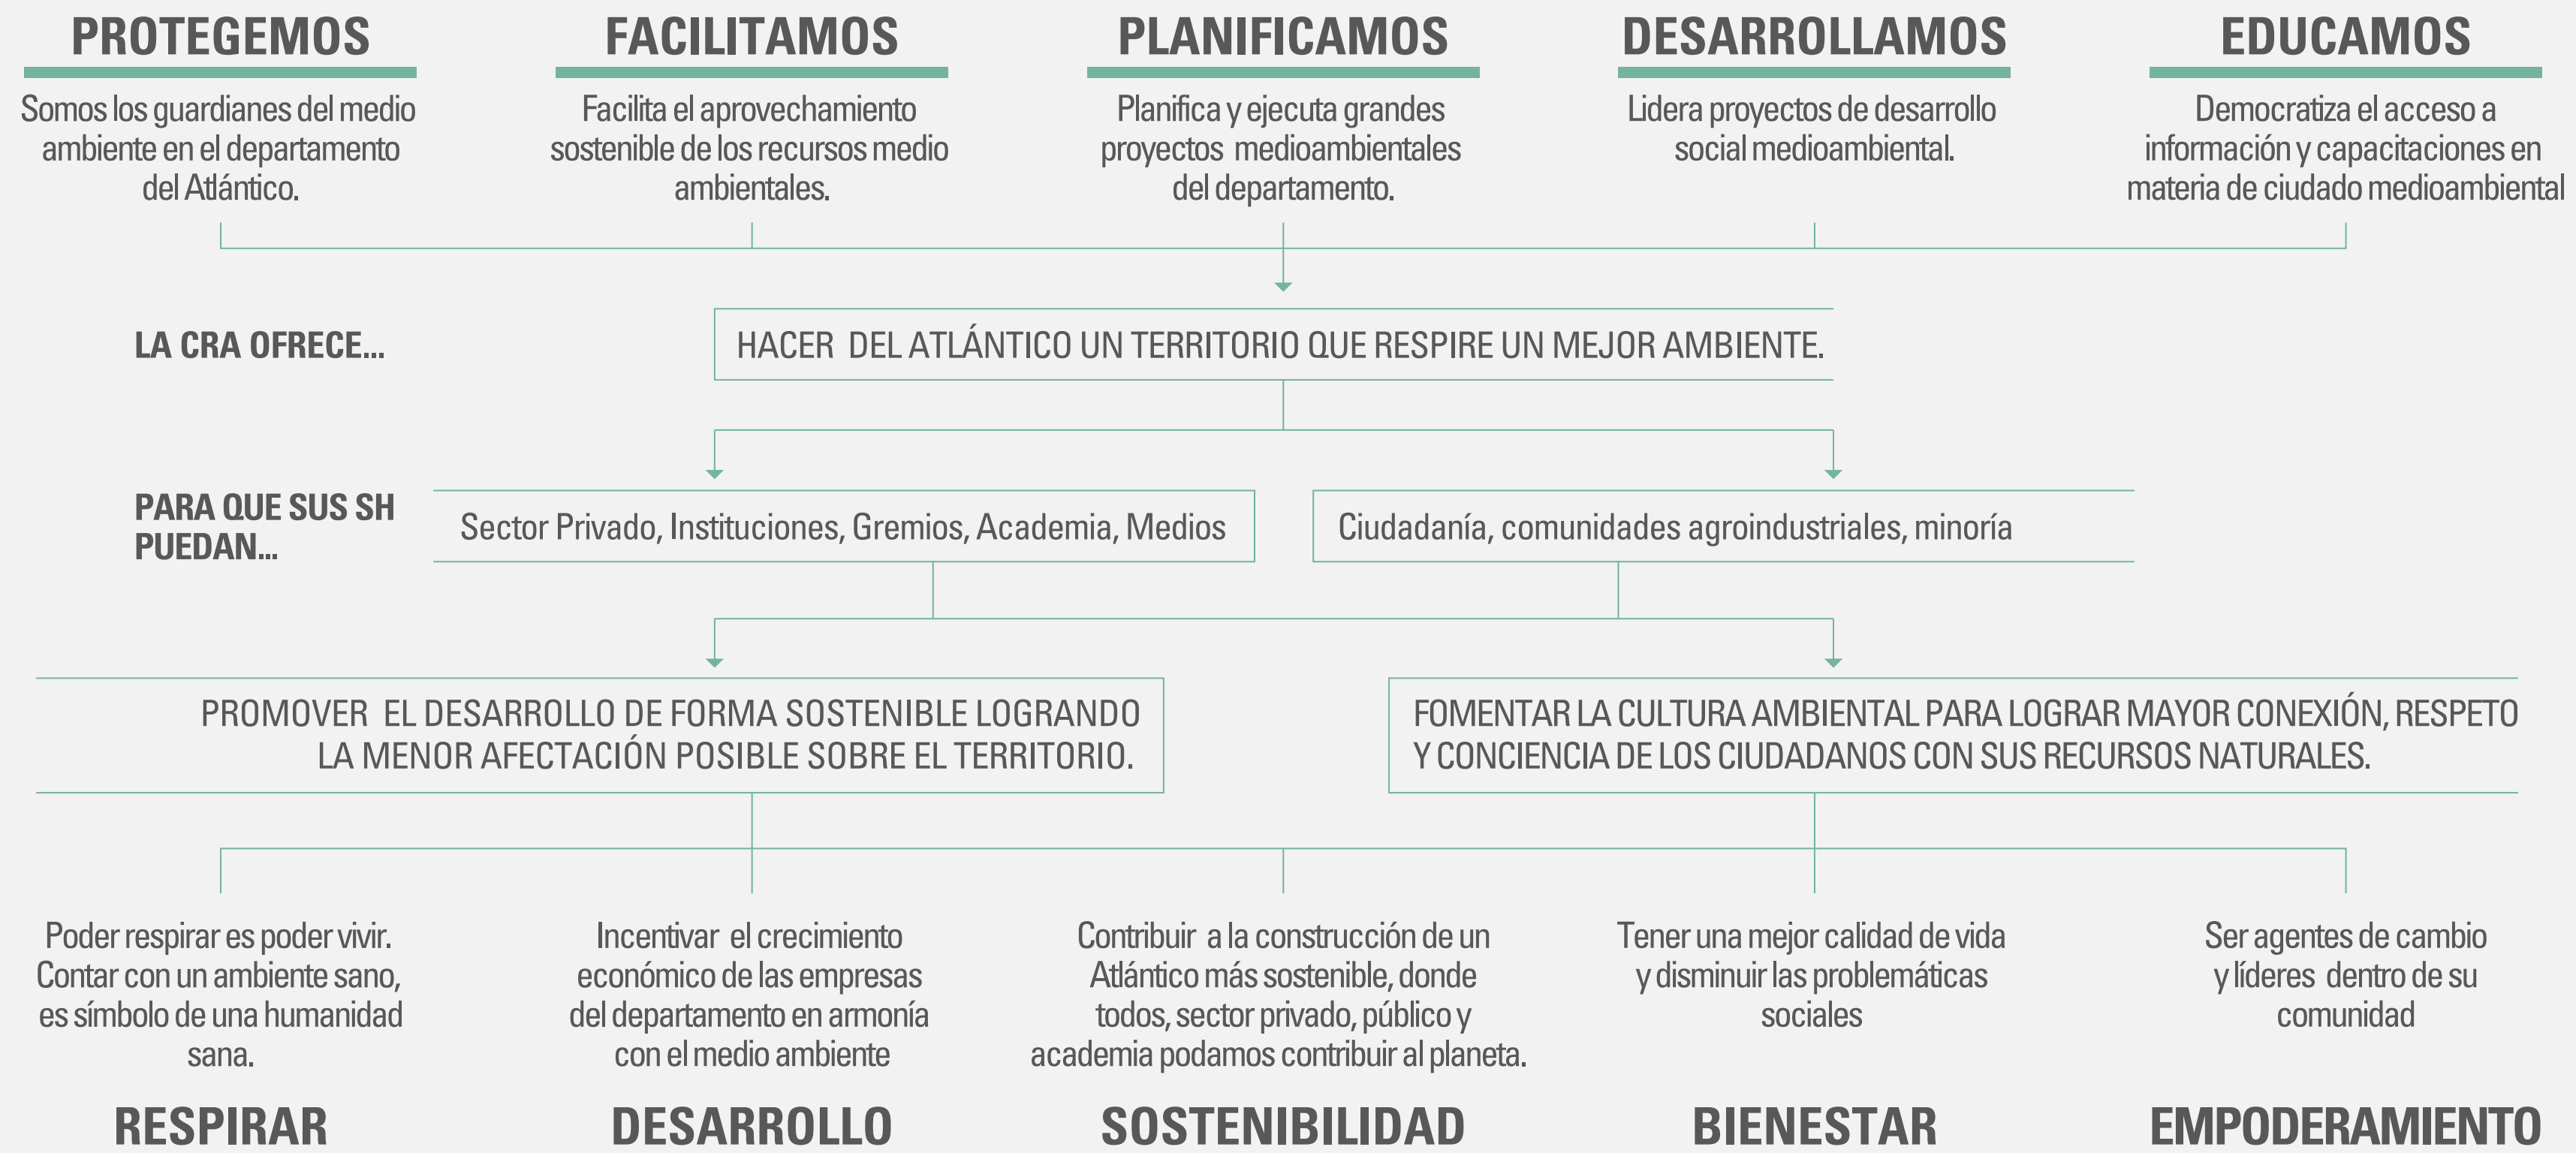 PROTEGEMOS
Somos los guardianes del medio
ambiente en el departamento
del Atlántico.
FACILITAMOS
Facilita el aprovechamiento
sostenible de los recursos medio
ambientales.
PLANIFICAMOS
Planifica y ejecuta grandes
proyectos medioambientales
del departamento.
DESARROLLAMOS
Lidera proyectos de desarrollo
social medioambiental.
EDUCAMOS
Democratiza el acceso a
información y capacitaciones en
materia de ciudado medioambiental
LA CRA OFRECE...
HACER DEL ATLÁNTICO UN TERRITORIO QUE RESPIRE UN MEJOR AMBIENTE.
PARA QUE SUS SH
PUEDAN...
Sector Privado, Instituciones, Gremios, Academia, Medios
Ciudadanía, comunidades agroindustriales, minoría
PROMOVER EL DESARROLLO DE FORMA SOSTENIBLE LOGRANDO
LA MENOR AFECTACIÓN POSIBLE SOBRE EL TERRITORIO.
FOMENTAR LA CULTURA AMBIENTAL PARA LOGRAR MAYOR CONEXIÓN, RESPETO
Y CONCIENCIA DE LOS CIUDADANOS CON SUS RECURSOS NATURALES.
Poder respirar es poder vivir.
Contar con un ambiente sano,
es símbolo de una humanidad
sana.
RESPIRAR
Incentivar el crecimiento
económico de las empresas
del departamento en armonía
con el medio ambiente
DESARROLLO
Contribuir a la construcción de un
Atlántico más sostenible, donde
todos, sector privado, público y
academia podamos contribuir al planeta.
SOSTENIBILIDAD
Tener una mejor calidad de vida
y disminuir las problemáticas
sociales
BIENESTAR
Ser agentes de cambio
y líderes dentro de su
comunidad
EMPODERAMIENTO